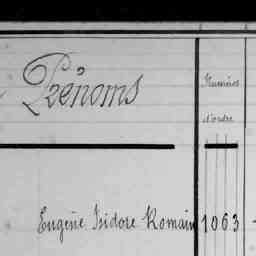 Prénoms
Numéros
d'ordre
Eugène Isidore Romain 1063